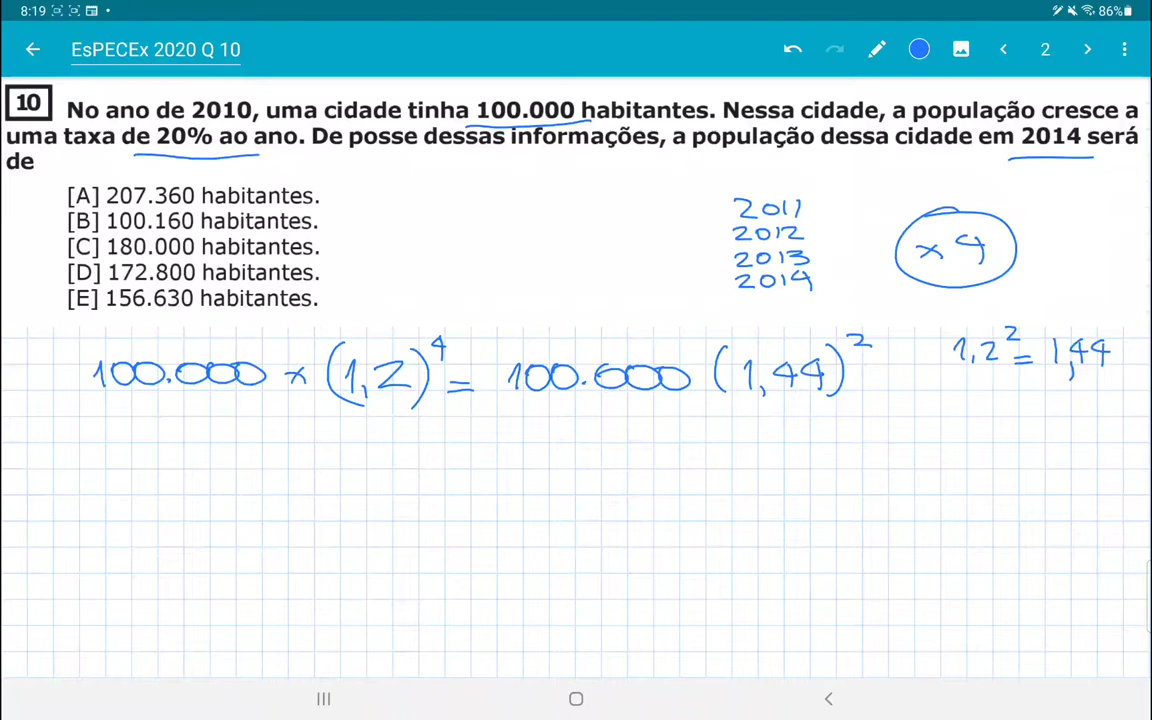 8:19
86%
EsPECEx 2020 Q 10
2
10 No ano de 2010, uma cidade tinha 100.000 habitantes. Nessa cidade, a população cresce a
uma taxa de 20% ao ano. De posse dessas informações, a população dessa cidade em 2014 será
de
[A] 207.360 habitantes.
[B] 100.160 habitantes.
[C] 180.000 habitantes.
[D] 172.800 habitantes.
[E] 156.630 habitantes.
2011
2012
2013
2014
x 4
100.000 x (1,2)^4 = 100.000 (1,44)^2
1,2^2 = 1,44